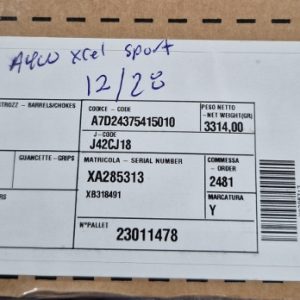 A400 xcel sport
12/28
STROZZ - BARRELS/CHOKES
CODICE - CODE
A7D24375415010
PESO NETTO
-NET WEIGHT(GR)
3314,00
J-CODE
J42CJ18
GUANCETTE - GRIPS
MATRICOLA - SERIAL NUMBER
XA285313
XB318491
COMMESSA
- ORDER
2481
MARCATURA
Y
N°PALLET
23011478